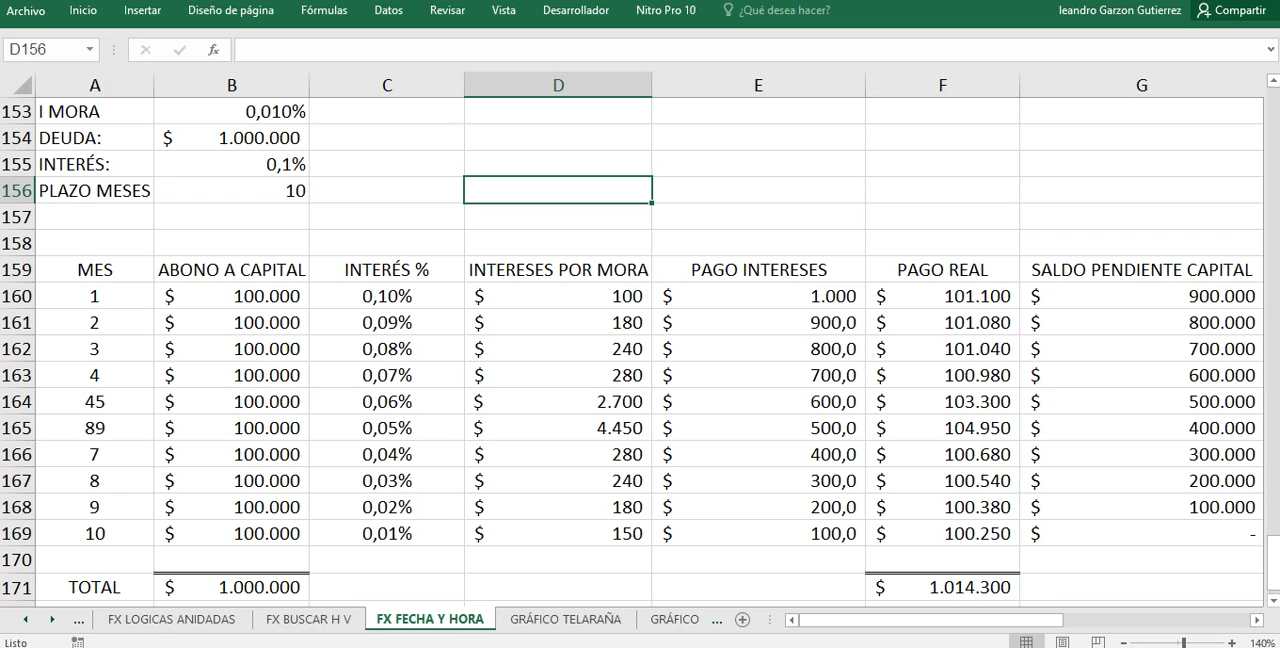 Archivo Inicio Insertar Diseño de página Fórmulas Datos Revisar Vista Desarrollador Nitro Pro 10 ¿Qué desea hacer? leandro Garzon Gutierrez Compartir
D156 fx
A B C D E F G
153 I MORA 0,010%
154 DEUDA: $ 1.000.000
155 INTERÉS: 0,1%
156 PLAZO MESES 10
157
158
159 MES ABONO A CAPITAL INTERÉS % INTERESES POR MORA PAGO INTERESES PAGO REAL SALDO PENDIENTE CAPITAL
160 1 $ 100.000 0,10% $ 100 $ 1.000 $ 101.100 $ 900.000
161 2 $ 100.000 0,09% $ 180 $ 900,0 $ 101.080 $ 800.000
162 3 $ 100.000 0,08% $ 240 $ 800,0 $ 101.040 $ 700.000
163 4 $ 100.000 0,07% $ 280 $ 700,0 $ 100.980 $ 600.000
164 45 $ 100.000 0,06% $ 2.700 $ 600,0 $ 103.300 $ 500.000
165 89 $ 100.000 0,05% $ 4.450 $ 500,0 $ 104.950 $ 400.000
166 7 $ 100.000 0,04% $ 280 $ 400,0 $ 100.680 $ 300.000
167 8 $ 100.000 0,03% $ 240 $ 300,0 $ 100.540 $ 200.000
168 9 $ 100.000 0,02% $ 180 $ 200,0 $ 100.380 $ 100.000
169 10 $ 100.000 0,01% $ 150 $ 100,0 $ 100.250 $ -
170
171 TOTAL $ 1.000.000 $ 1.014.300
... FX LOGICAS ANIDADAS FX BUSCAR H V FX FECHA Y HORA GRÁFICO TELARAÑA GRÁFICO ...
Listo 140%